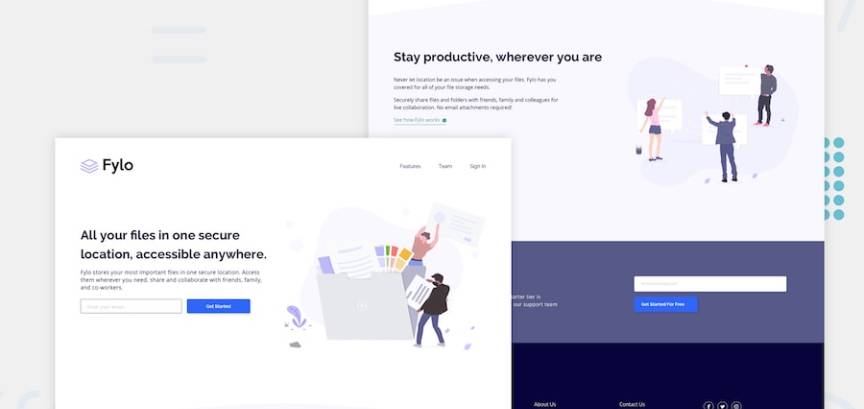 Stay productive, wherever you are
Never let location be an issue when accessing your files. Fylo has you
covered for all of your file storage needs.
Securely share files and folders with friends, family and colleagues for
live collaboration. No email attachments required!
See how Fylo works
Fylo
Features
Team
Sign In
All your files in one secure
location, accessible anywhere.
Fylo stores your most important files in one secure location. Access
them wherever you need, share and collaborate with friends, family,
and co-workers.
Enter your email...
Get Started
tier is
our support team
Get Started For Free
About Us
Contact Us